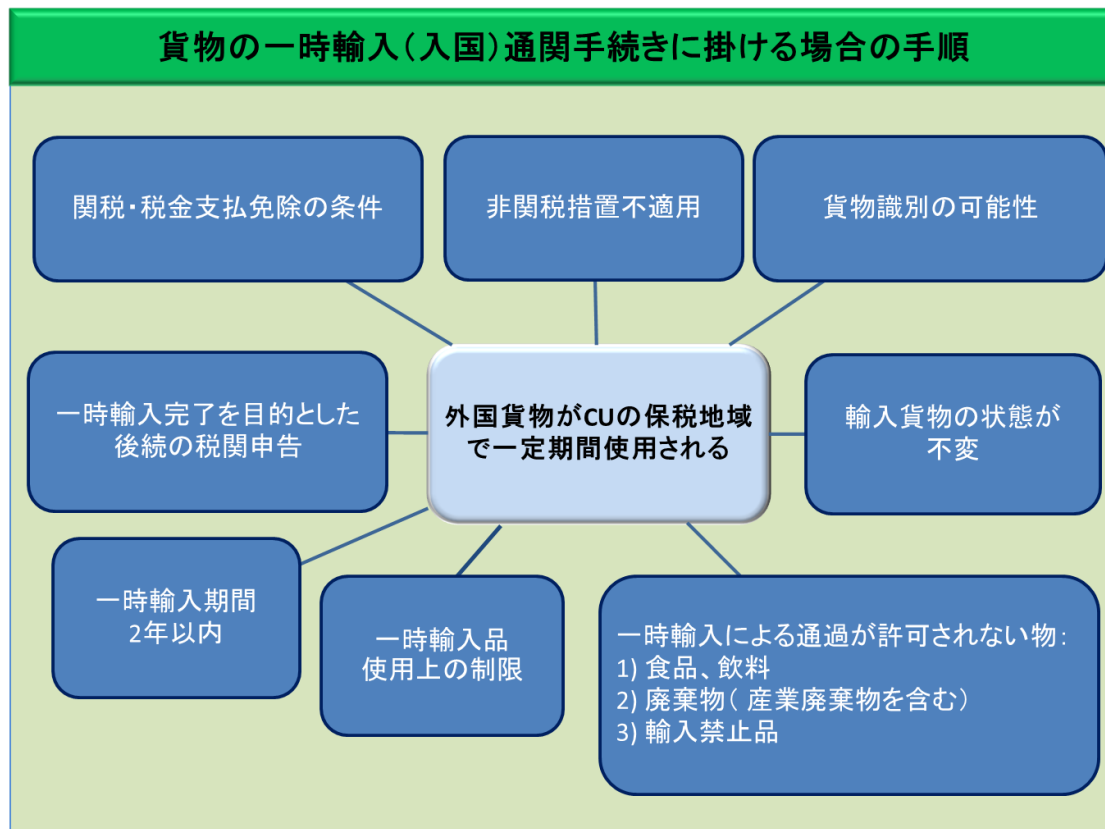 貨物の一時輸入(入国)通関手続きに掛ける場合の手順
関税・税金支払免除の条件
非関税措置不適用
貨物識別の可能性
一時輸入完了を目的とした
後続の税関申告
外国貨物がCUの保税地域
で一定期間使用される
輸入貨物の状態が
不変
一時輸入期間
2年以内
一時輸入品
使用上の制限
一時輸入による通過が許可されない物:
1) 食品、飲料
2) 廃棄物( 産業廃棄物を含む)
3) 輸入禁止品